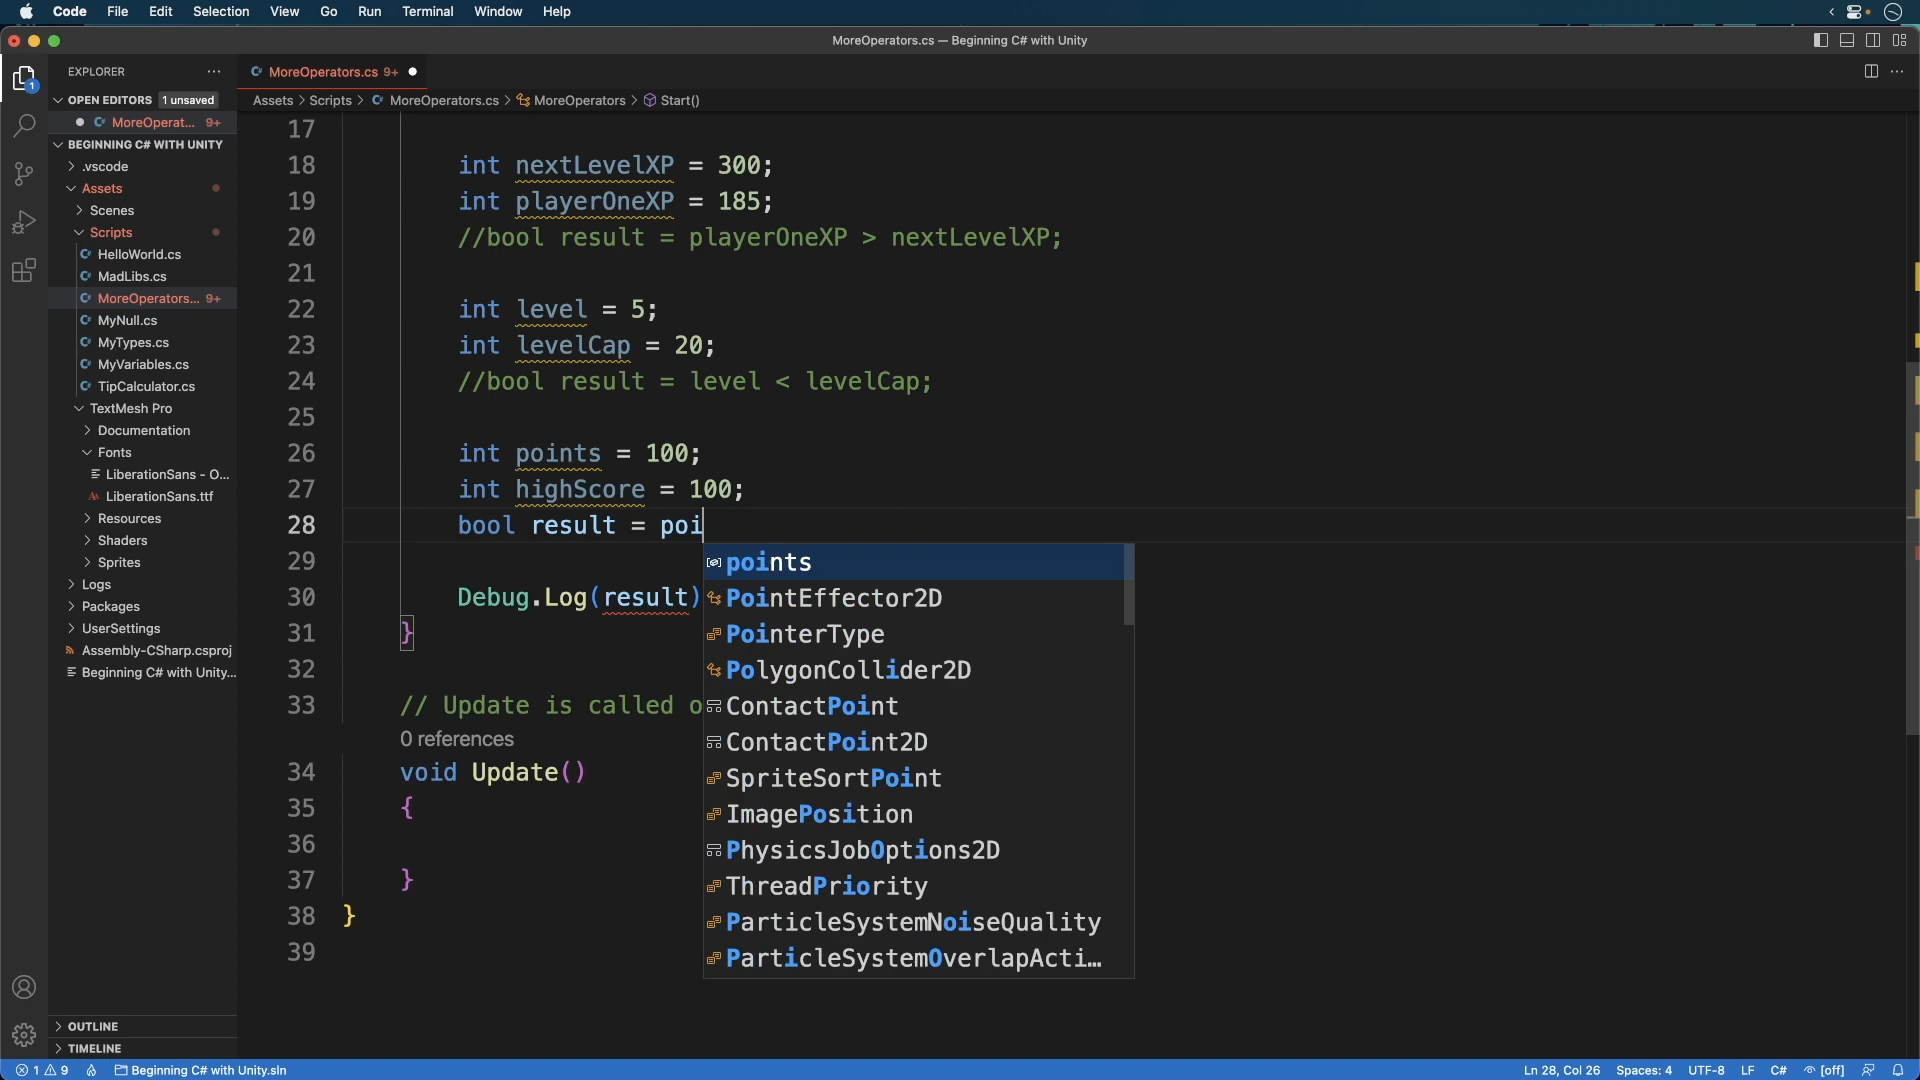 Code File Edit Selection View Go Run Terminal Window Help
MoreOperators.cs — Beginning C# with Unity
EXPLORER
MoreOperators.cs 9+
OPEN EDITORS 1 unsaved
Assets > Scripts > MoreOperators.cs > MoreOperators > Start()
1
MoreOperat... 9+
BEGINNING C# WITH UNITY
.vscode
Assets
Scenes
Scripts
HelloWorld.cs
MadLibs.cs
MoreOperators... 9+
MyNull.cs
MyTypes.cs
MyVariables.cs
TipCalculator.cs
TextMesh Pro
Documentation
Fonts
LiberationSans - O...
LiberationSans.ttf
Resources
Shaders
Sprites
Logs
Packages
UserSettings
Assembly-CSharp.csproj
Beginning C# with Unity...
OUTLINE
TIMELINE
17
18 int nextLevelXP = 300;
19 int playerOneXP = 185;
20 //bool result = playerOneXP > nextLevelXP;
21
22 int level = 5;
23 int levelCap = 20;
24 //bool result = level < levelCap;
25
26 int points = 100;
27 int highScore = 100;
28 bool result = poi
29
30 Debug.Log(result)
31 }
32
33 // Update is called o
0 references
34 void Update()
35 {
36
37 }
38 }
39
points
PointEffector2D
PointerType
PolygonCollider2D
ContactPoint
ContactPoint2D
SpriteSortPoint
ImagePosition
PhysicsJobOptions2D
ThreadPriority
ParticleSystemNoiseQuality
ParticleSystemOverlapActi...
1 9 Beginning C# with Unity.sln Ln 28, Col 26 Spaces: 4 UTF-8 LF C# [off]